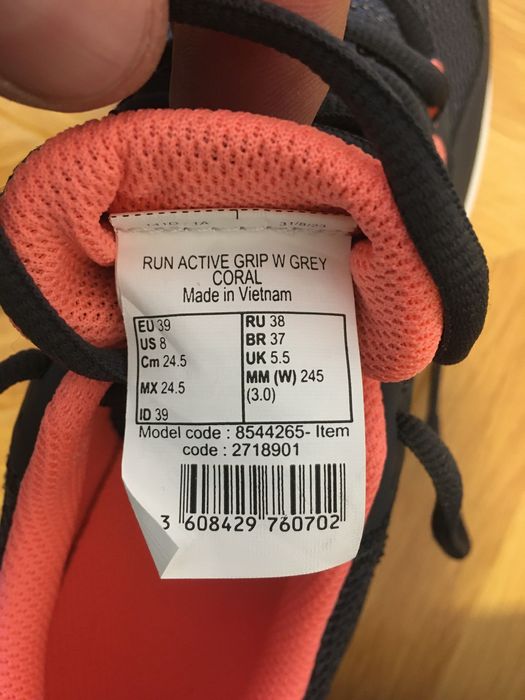 RUN ACTIVE GRIP W GREY
CORAL
Made in Vietnam
EU 39
US 8
Cm 24.5
MX 24.5
ID 39
RU 38
BR 37
UK 5.5
MM (W) 245
(3.0)
Model code : 8544265- Item
code : 2718901
3 608429 760702